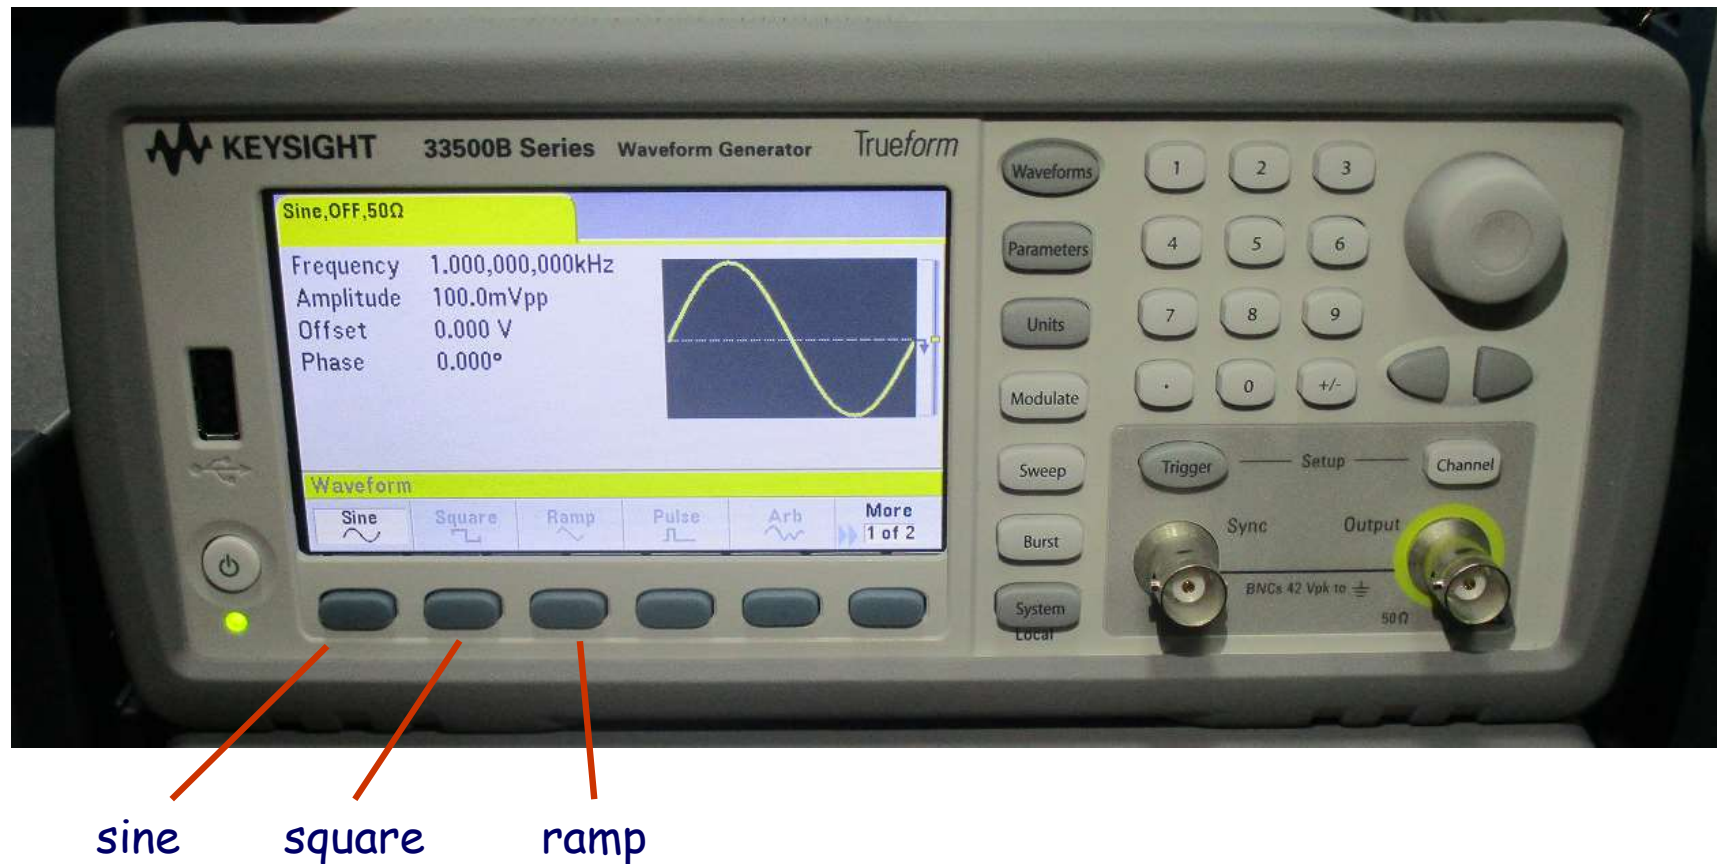 KEYSIGHT 33500B Series Waveform Generator Trueform
Sine,OFF,50Ω
Frequency 1.000,000,000kHz
Amplitude 100.0mVpp
Offset 0.000 V
Phase 0.000°
Waveform
Sine Square Ramp Pulse Arb More
1 of 2
Waveforms
Parameters
Units
Modulate
Sweep
Burst
System
Local
1 2 3
4 5 6
7 8 9
. 0 +/-
Trigger Setup Channel
Sync Output
BNCs 42 Vpk to ⏚
50Ω
sine square ramp